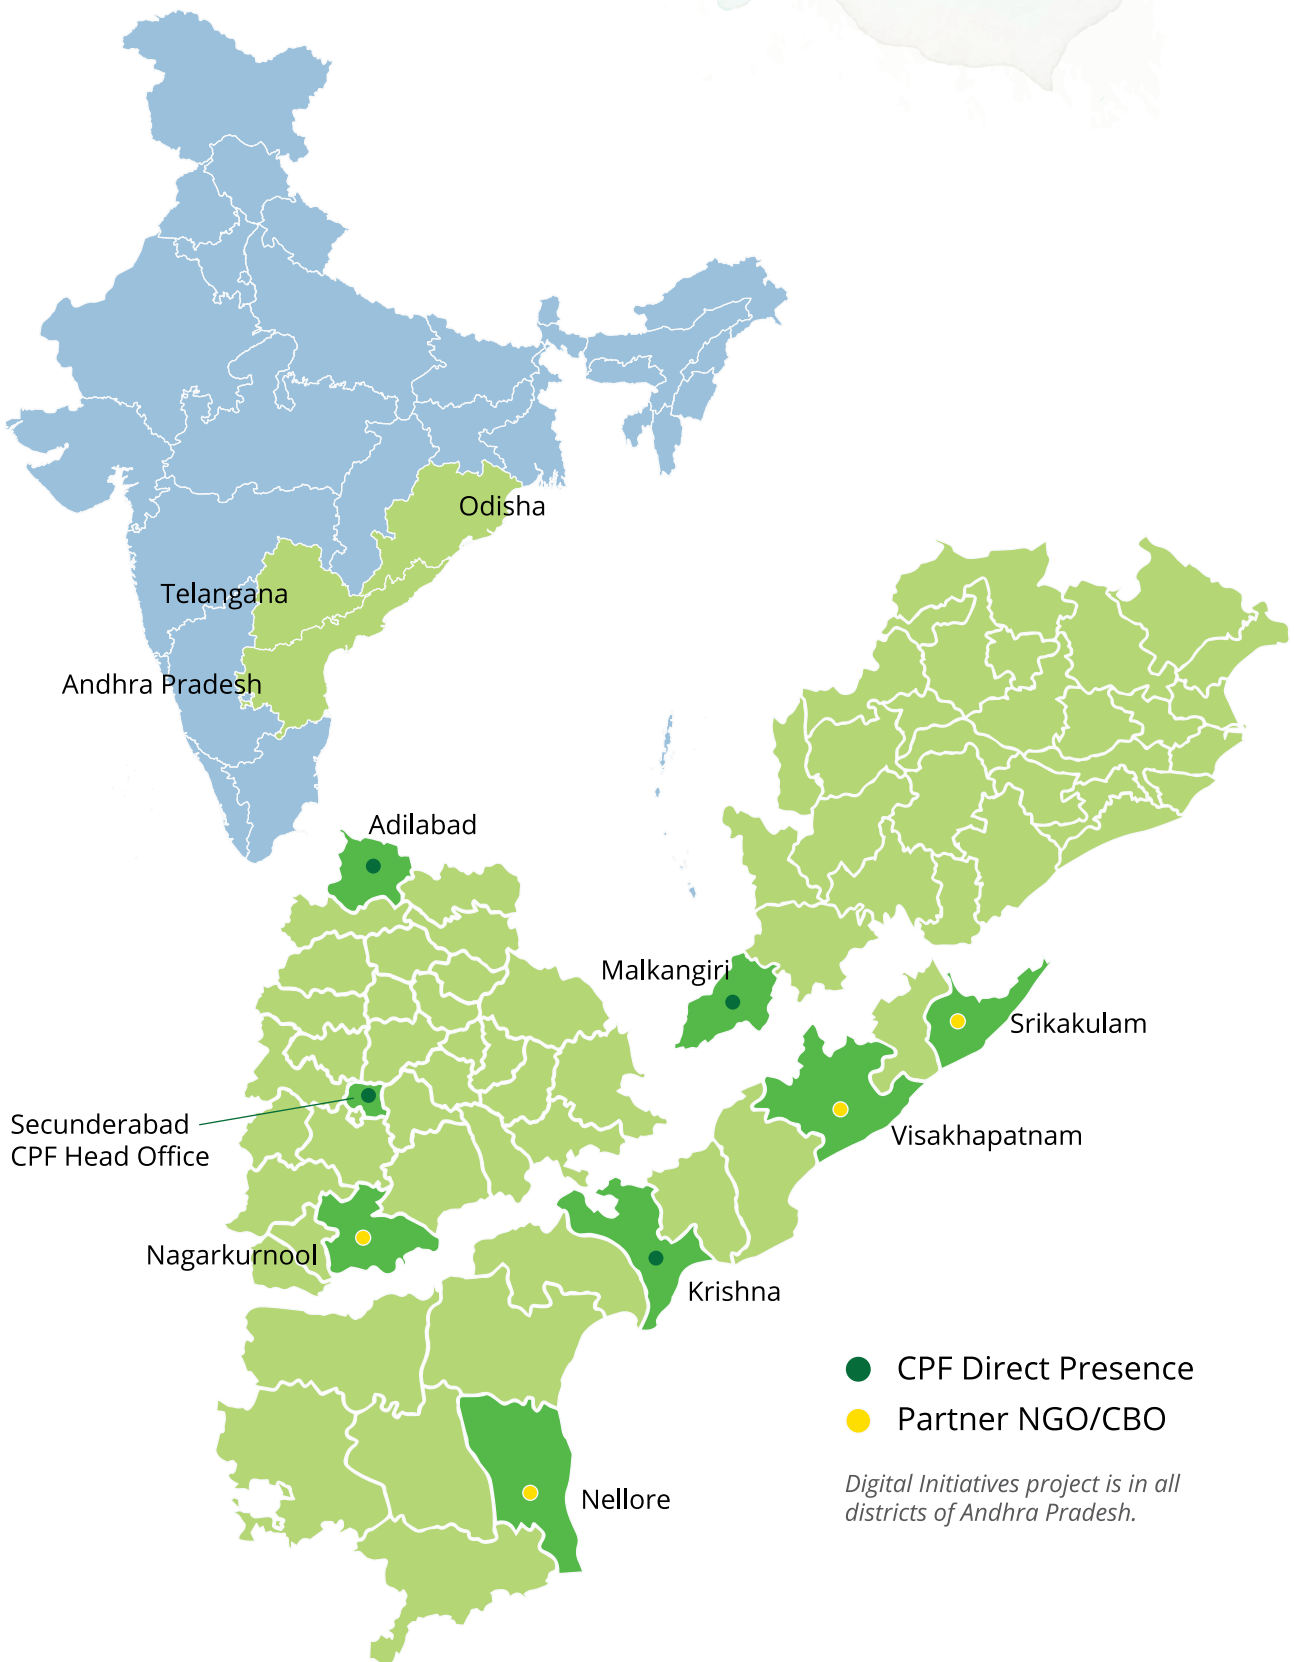 Odisha
Telangana
Andhra Pradesh
Adilabad
Malkangiri
Srikakulam
Secunderabad
CPF Head Office
Visakhapatnam
Nagarkurnool
Krishna
CPF Direct Presence
Partner NGO/CBO
Digital Initiatives project is in all
districts of Andhra Pradesh.
Nellore